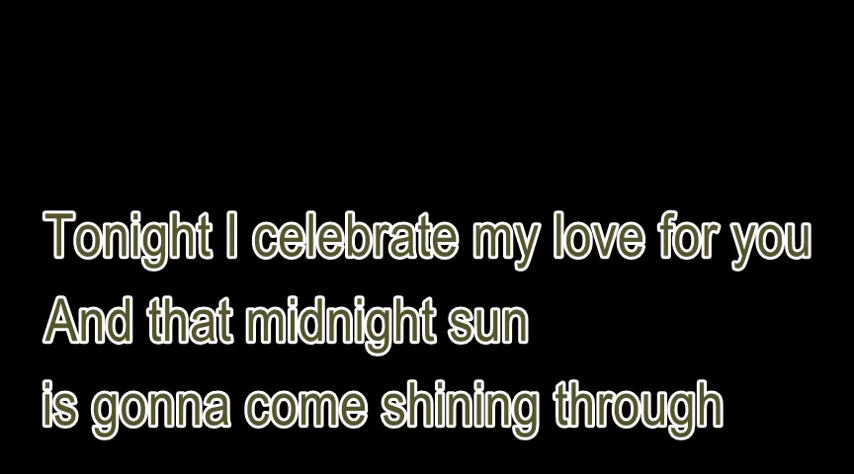 Tonight I celebrate my love for you
And that midnight sun
is gonna come shining through